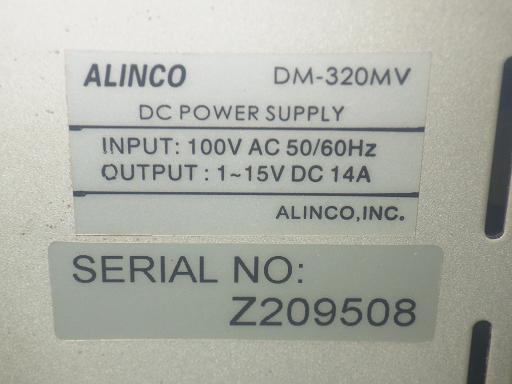 ALINCO DM-320MV
DC POWER SUPPLY
INPUT: 100V AC 50/60Hz
OUTPUT : 1~15V DC 14A
ALINCO,INC.
SERIAL NO:
Z209508